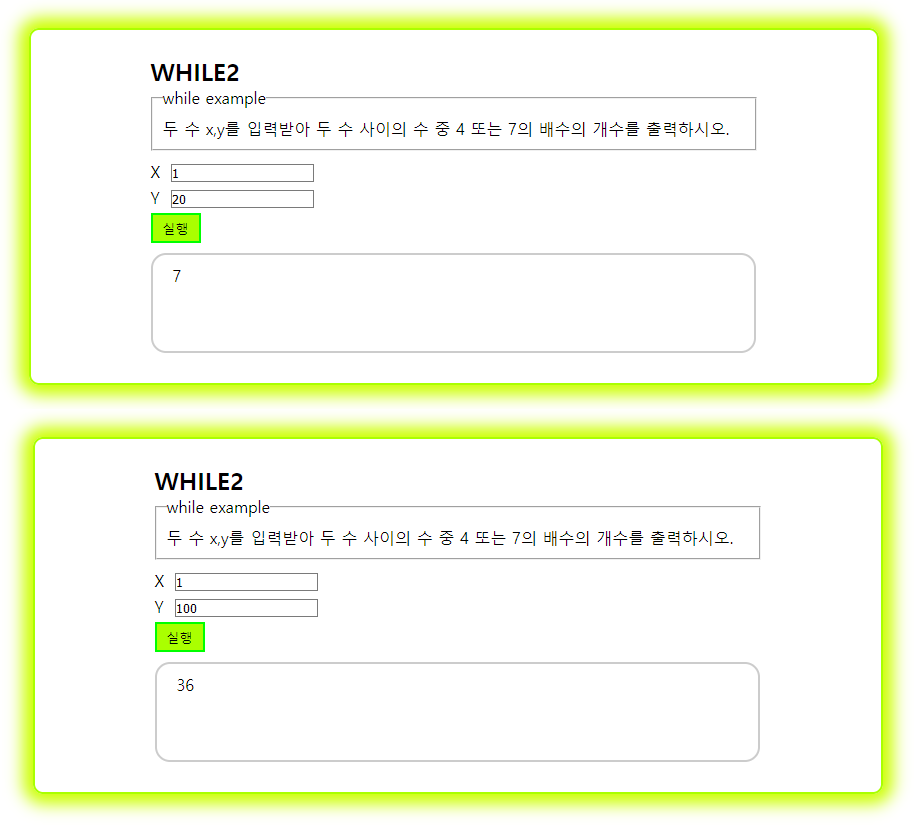 WHILE2
while example
두 수 x,y를 입력받아 두 수 사이의 수 중 4 또는 7의 배수의 개수를 출력하시오.
X 1
Y 20
실행
7
WHILE2
while example
두 수 x,y를 입력받아 두 수 사이의 수 중 4 또는 7의 배수의 개수를 출력하시오.
X 1
Y 100
실행
36